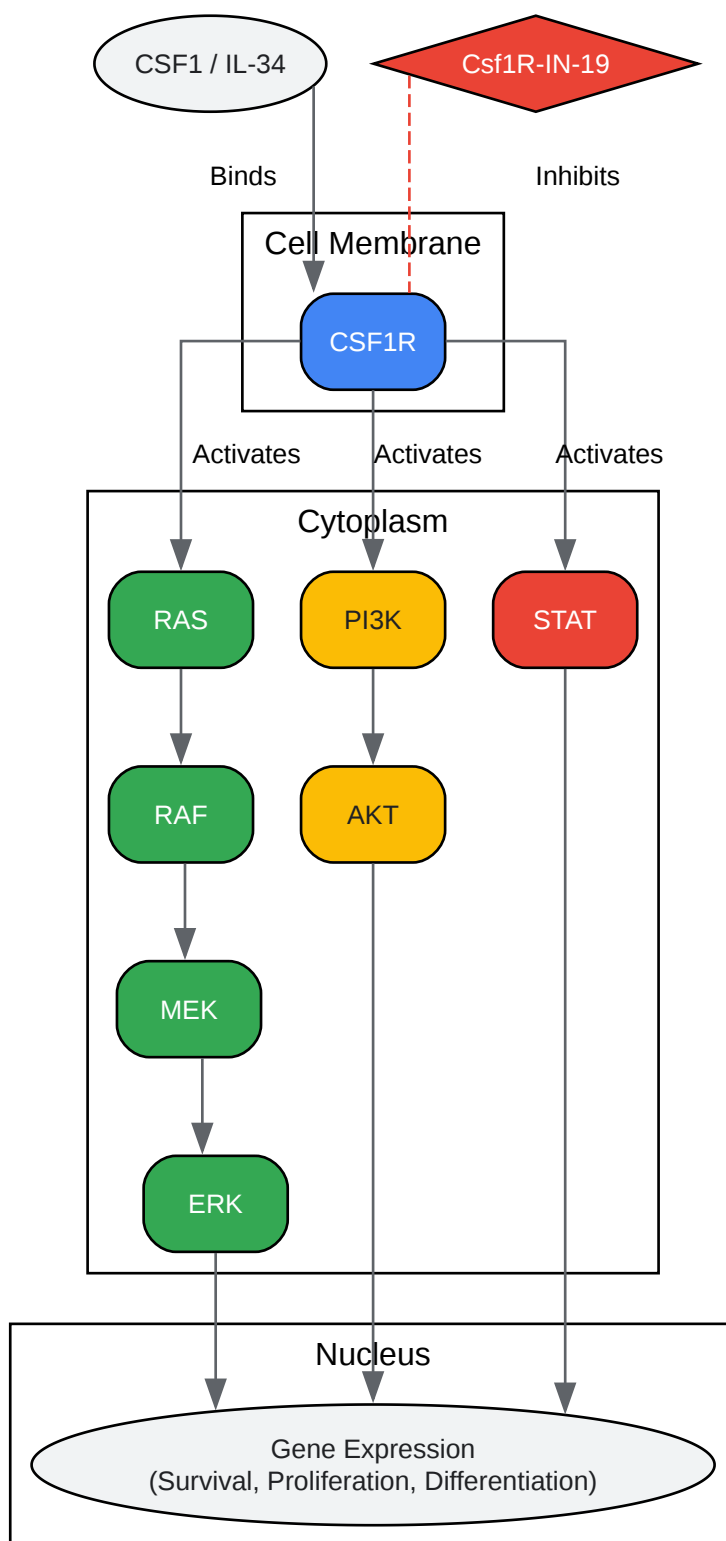 CSF1 / IL-34
Csf1R-IN-19
Binds
Inhibits
Cell Membrane
CSF1R
Activates
Activates
Activates
Cytoplasm
RAS
PI3K
STAT
RAF
AKT
MEK
ERK
Nucleus
Gene Expression
(Survival, Proliferation, Differentiation)